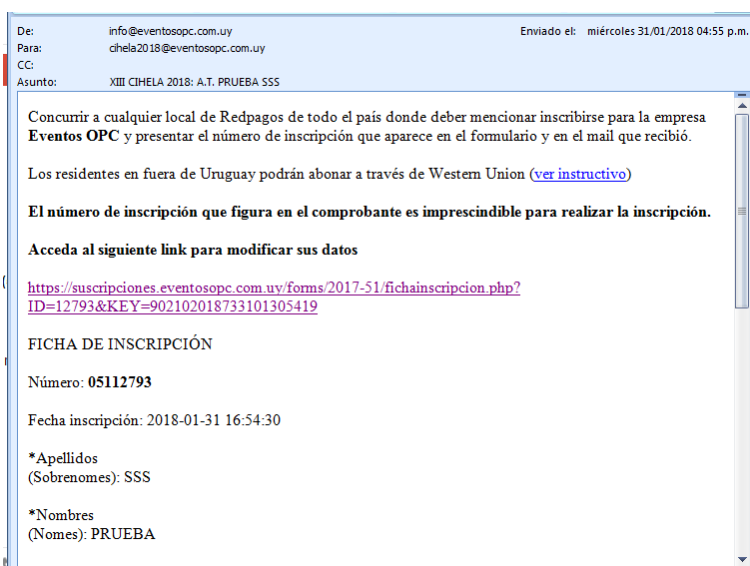 De: info@eventosopc.com.uy Enviado el: miércoles 31/01/2018 04:55 p.m.
Para: cihela2018@eventosopc.com.uy
CC:
Asunto: XIII CIHELA 2018: A.T. PRUEBA SSS
Concurrir a cualquier local de Redpagos de todo el país donde deber mencionar inscribirse para la empresa
Eventos OPC y presentar el número de inscripción que aparece en el formulario y en el mail que recibió.
Los residentes en fuera de Uruguay podrán abonar a través de Western Union (ver instructivo)
El número de inscripción que figura en el comprobante es imprescindible para realizar la inscripción.
Acceda al siguiente link para modificar sus datos
https://suscripciones.eventosopc.com.uy/forms/2017-51/fichainscripcion.php?
ID=12793&KEY=902102018733101305419
FICHA DE INSCRIPCIÓN
Número: 05112793
Fecha inscripción: 2018-01-31 16:54:30
*Apellidos
(Sobrenomes): SSS
*Nombres
(Nomes): PRUEBA